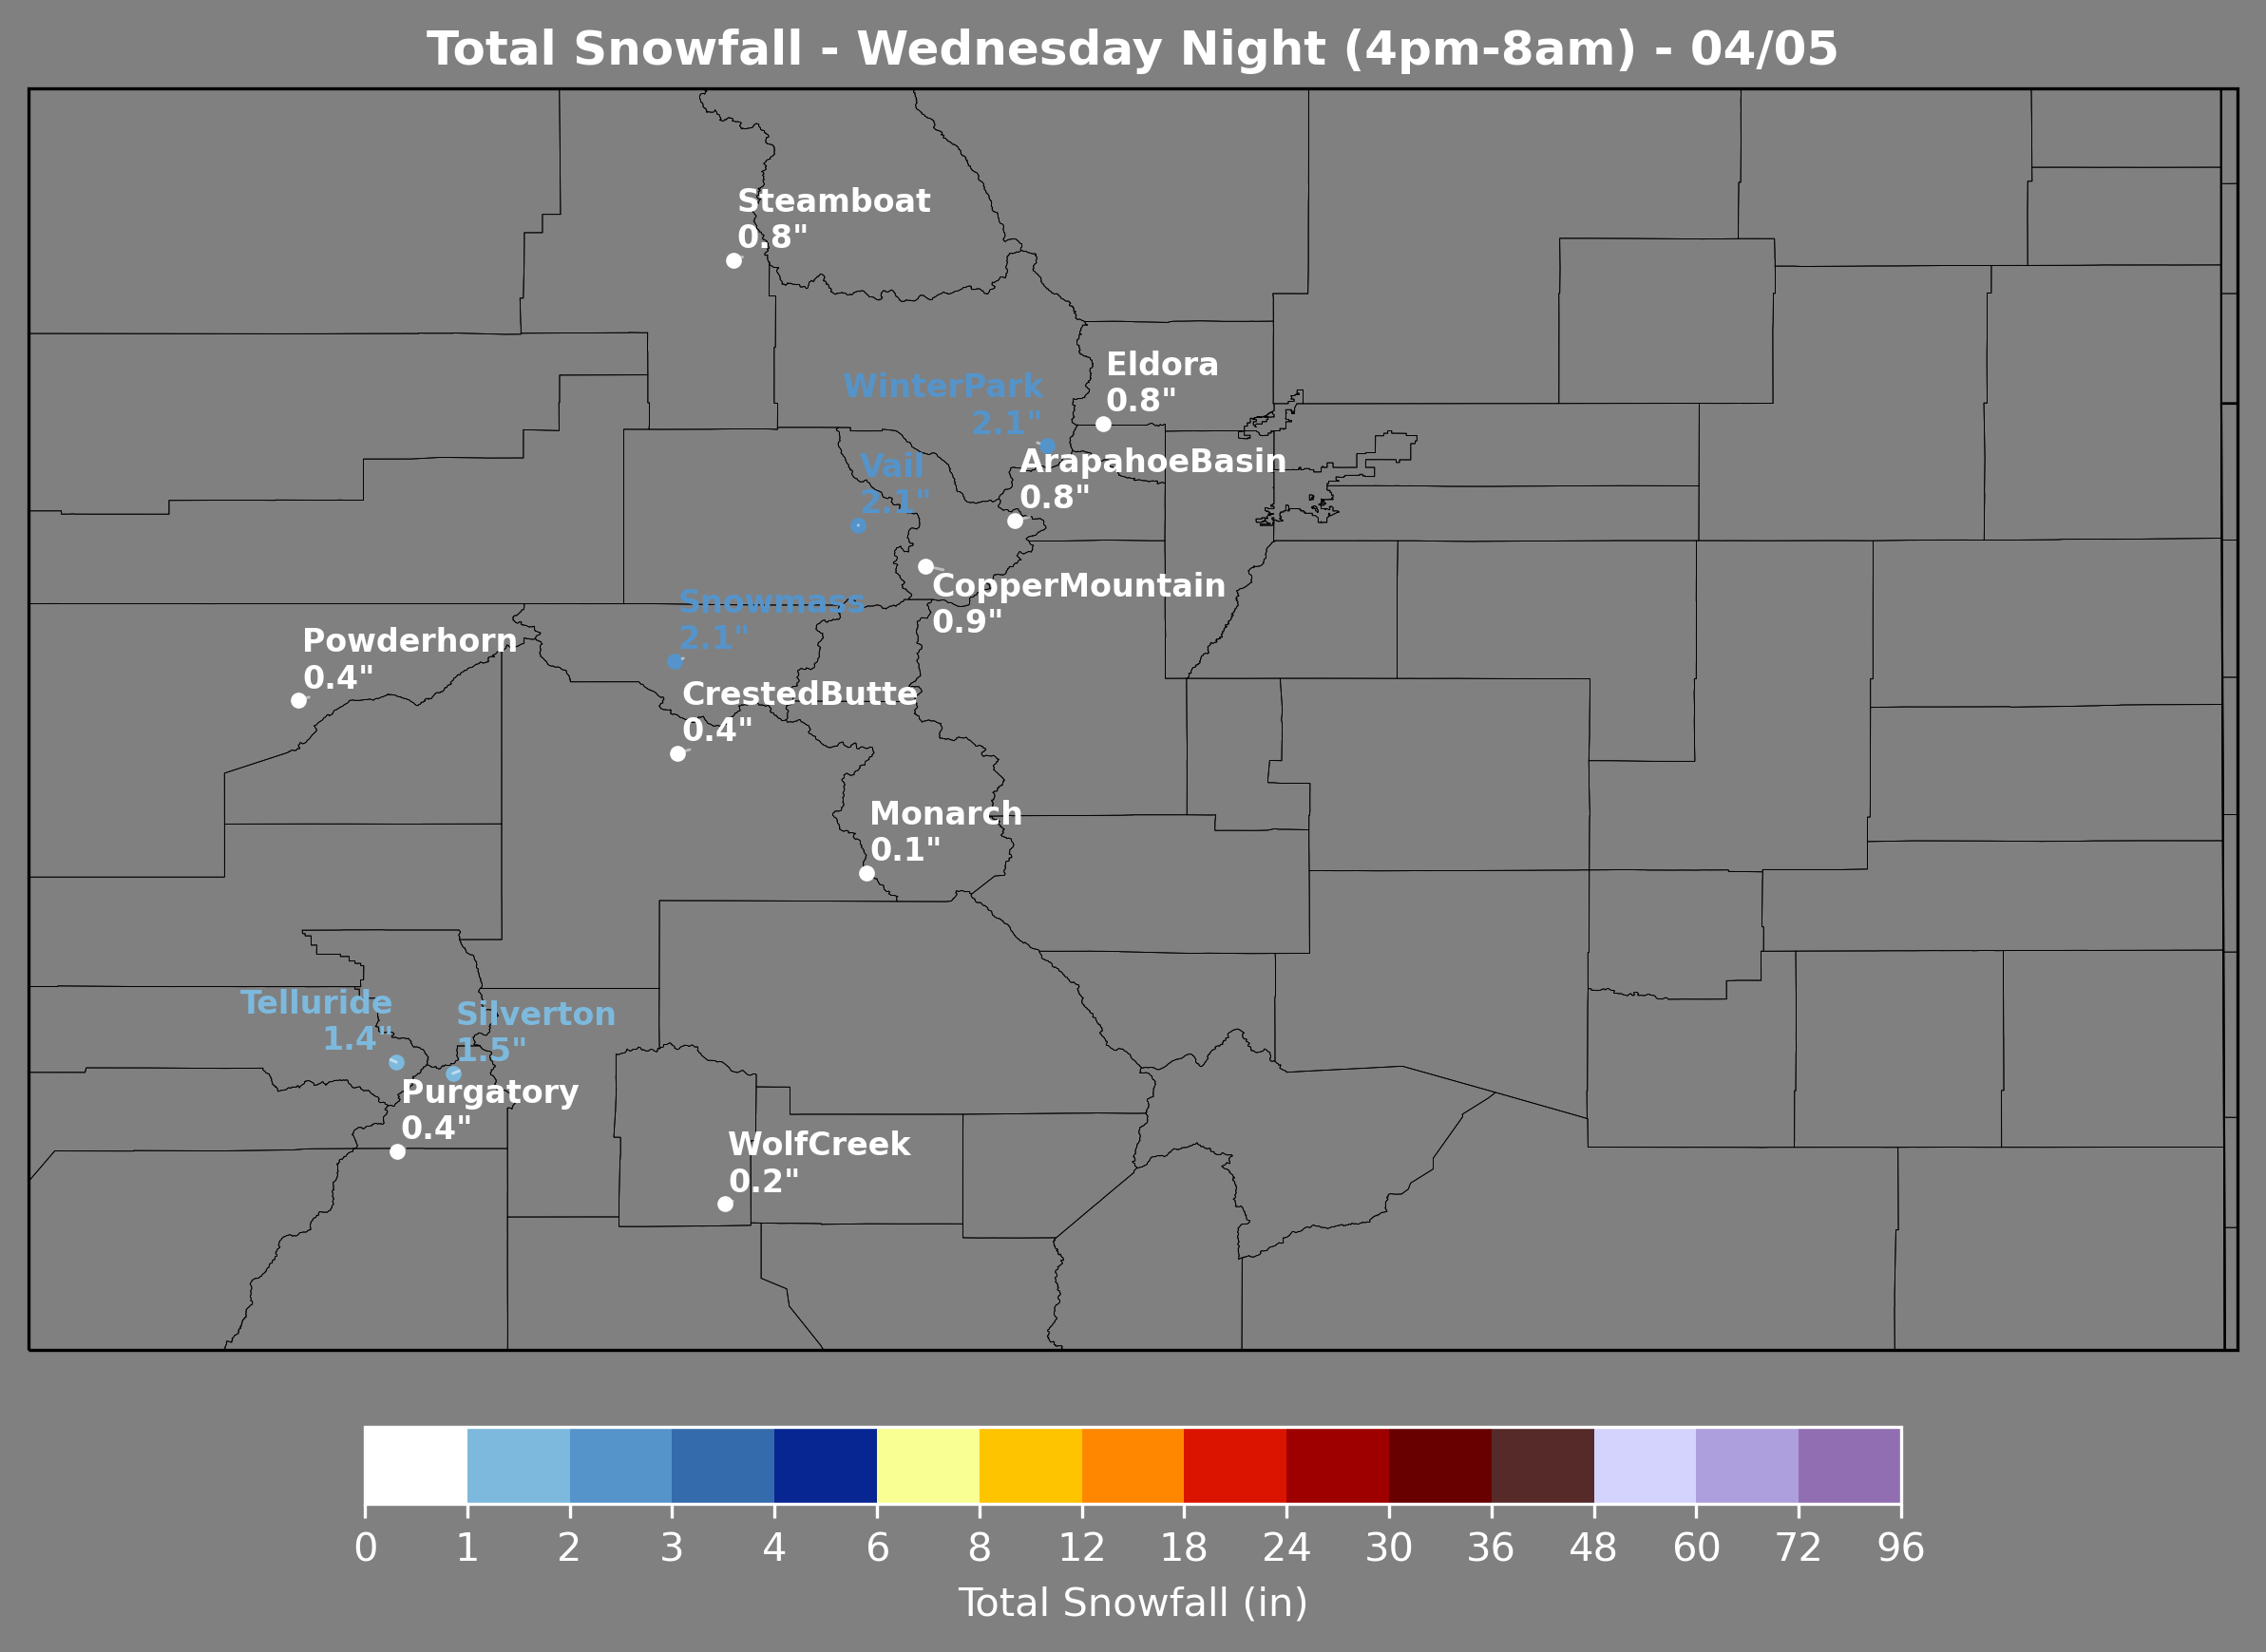 Total Snowfall - Wednesday Night (4pm-8am) - 04/05
Steamboat
0.8"
Eldora
0.8"
WinterPark
2.1"
ArapahoeBasin
0.8"
Vail
2.1"
CopperMountain
0.9"
Snowmass
2.1"
Powderhorn
0.4"
CrestedButte
0.4"
Monarch
0.1"
Telluride
1.4"
Silverton
1.5"
Purgatory
0.4"
WolfCreek
0.2"
0 1 2 3 4 6 8 12 18 24 30 36 48 60 72 96
Total Snowfall (in)